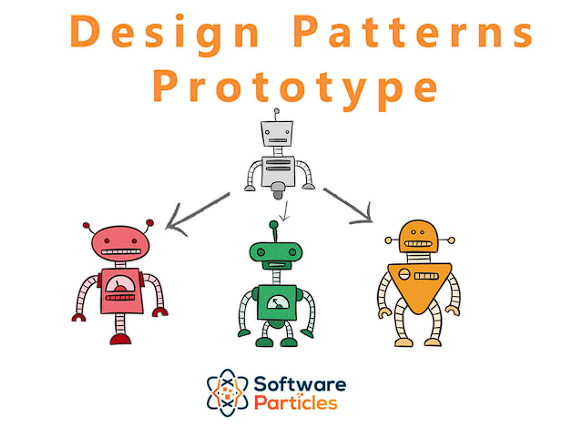 Design Patterns
Prototype
Software
Particles